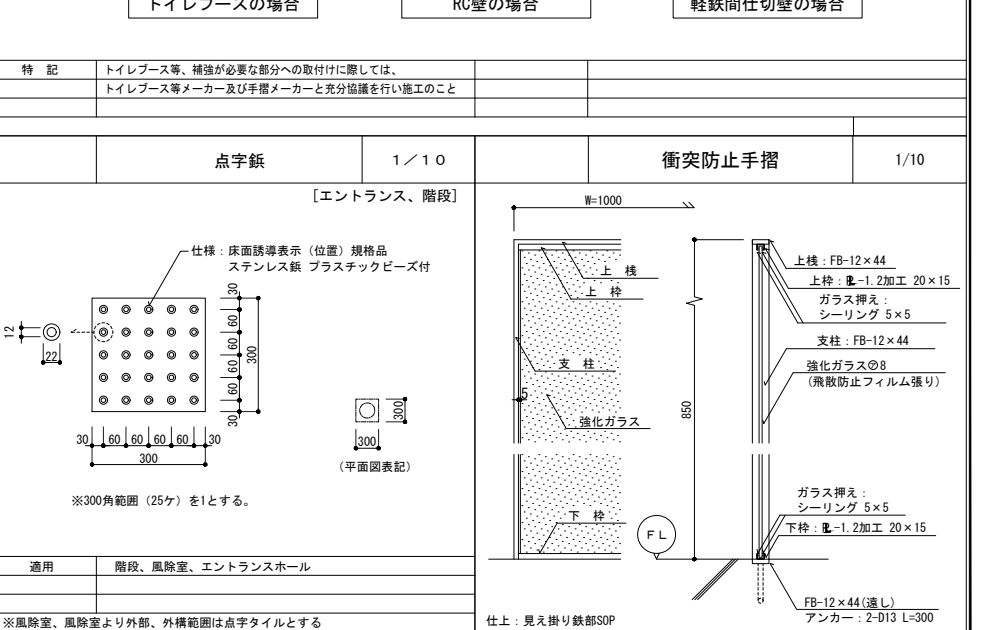 トイレブースの場合
RC壁の場合
軽鉄間仕切壁の場合
特 記
トイレブース等、補強が必要な部分への取付けに際しては、
トイレブース等メーカー及び手摺メーカーと充分協議を行い施工のこと
点字鋲
1/10
[エントランス、階段]
仕様：床面誘導表示（位置）規格品
ステンレス鋲 プラスチックビーズ付
12
22
30
60
60
60
60
30
300
30
60
60
60
60
30
300
300
300
（平面図表記）
※300角範囲（25ケ）を1とする。
適用
階段、風除室、エントランスホール
※風除室、風除室より外部、外構範囲は点字タイルとする
衝突防止手摺
1/10
W=1000
上 桟
上 枠
支 柱
5
強化ガラス
下 枠
850
FL
上桟：FB-12×44
上枠：PL-1.2加工 20×15
ガラス押え：
シーリング 5×5
支柱：FB-12×44
強化ガラス㋐8
（飛散防止フィルム張り）
ガラス押え：
シーリング 5×5
下枠：PL-1.2加工 20×15
FB-12×44(遠し)
アンカー：2-D13 L=300
仕上：見え掛り鉄部SOP